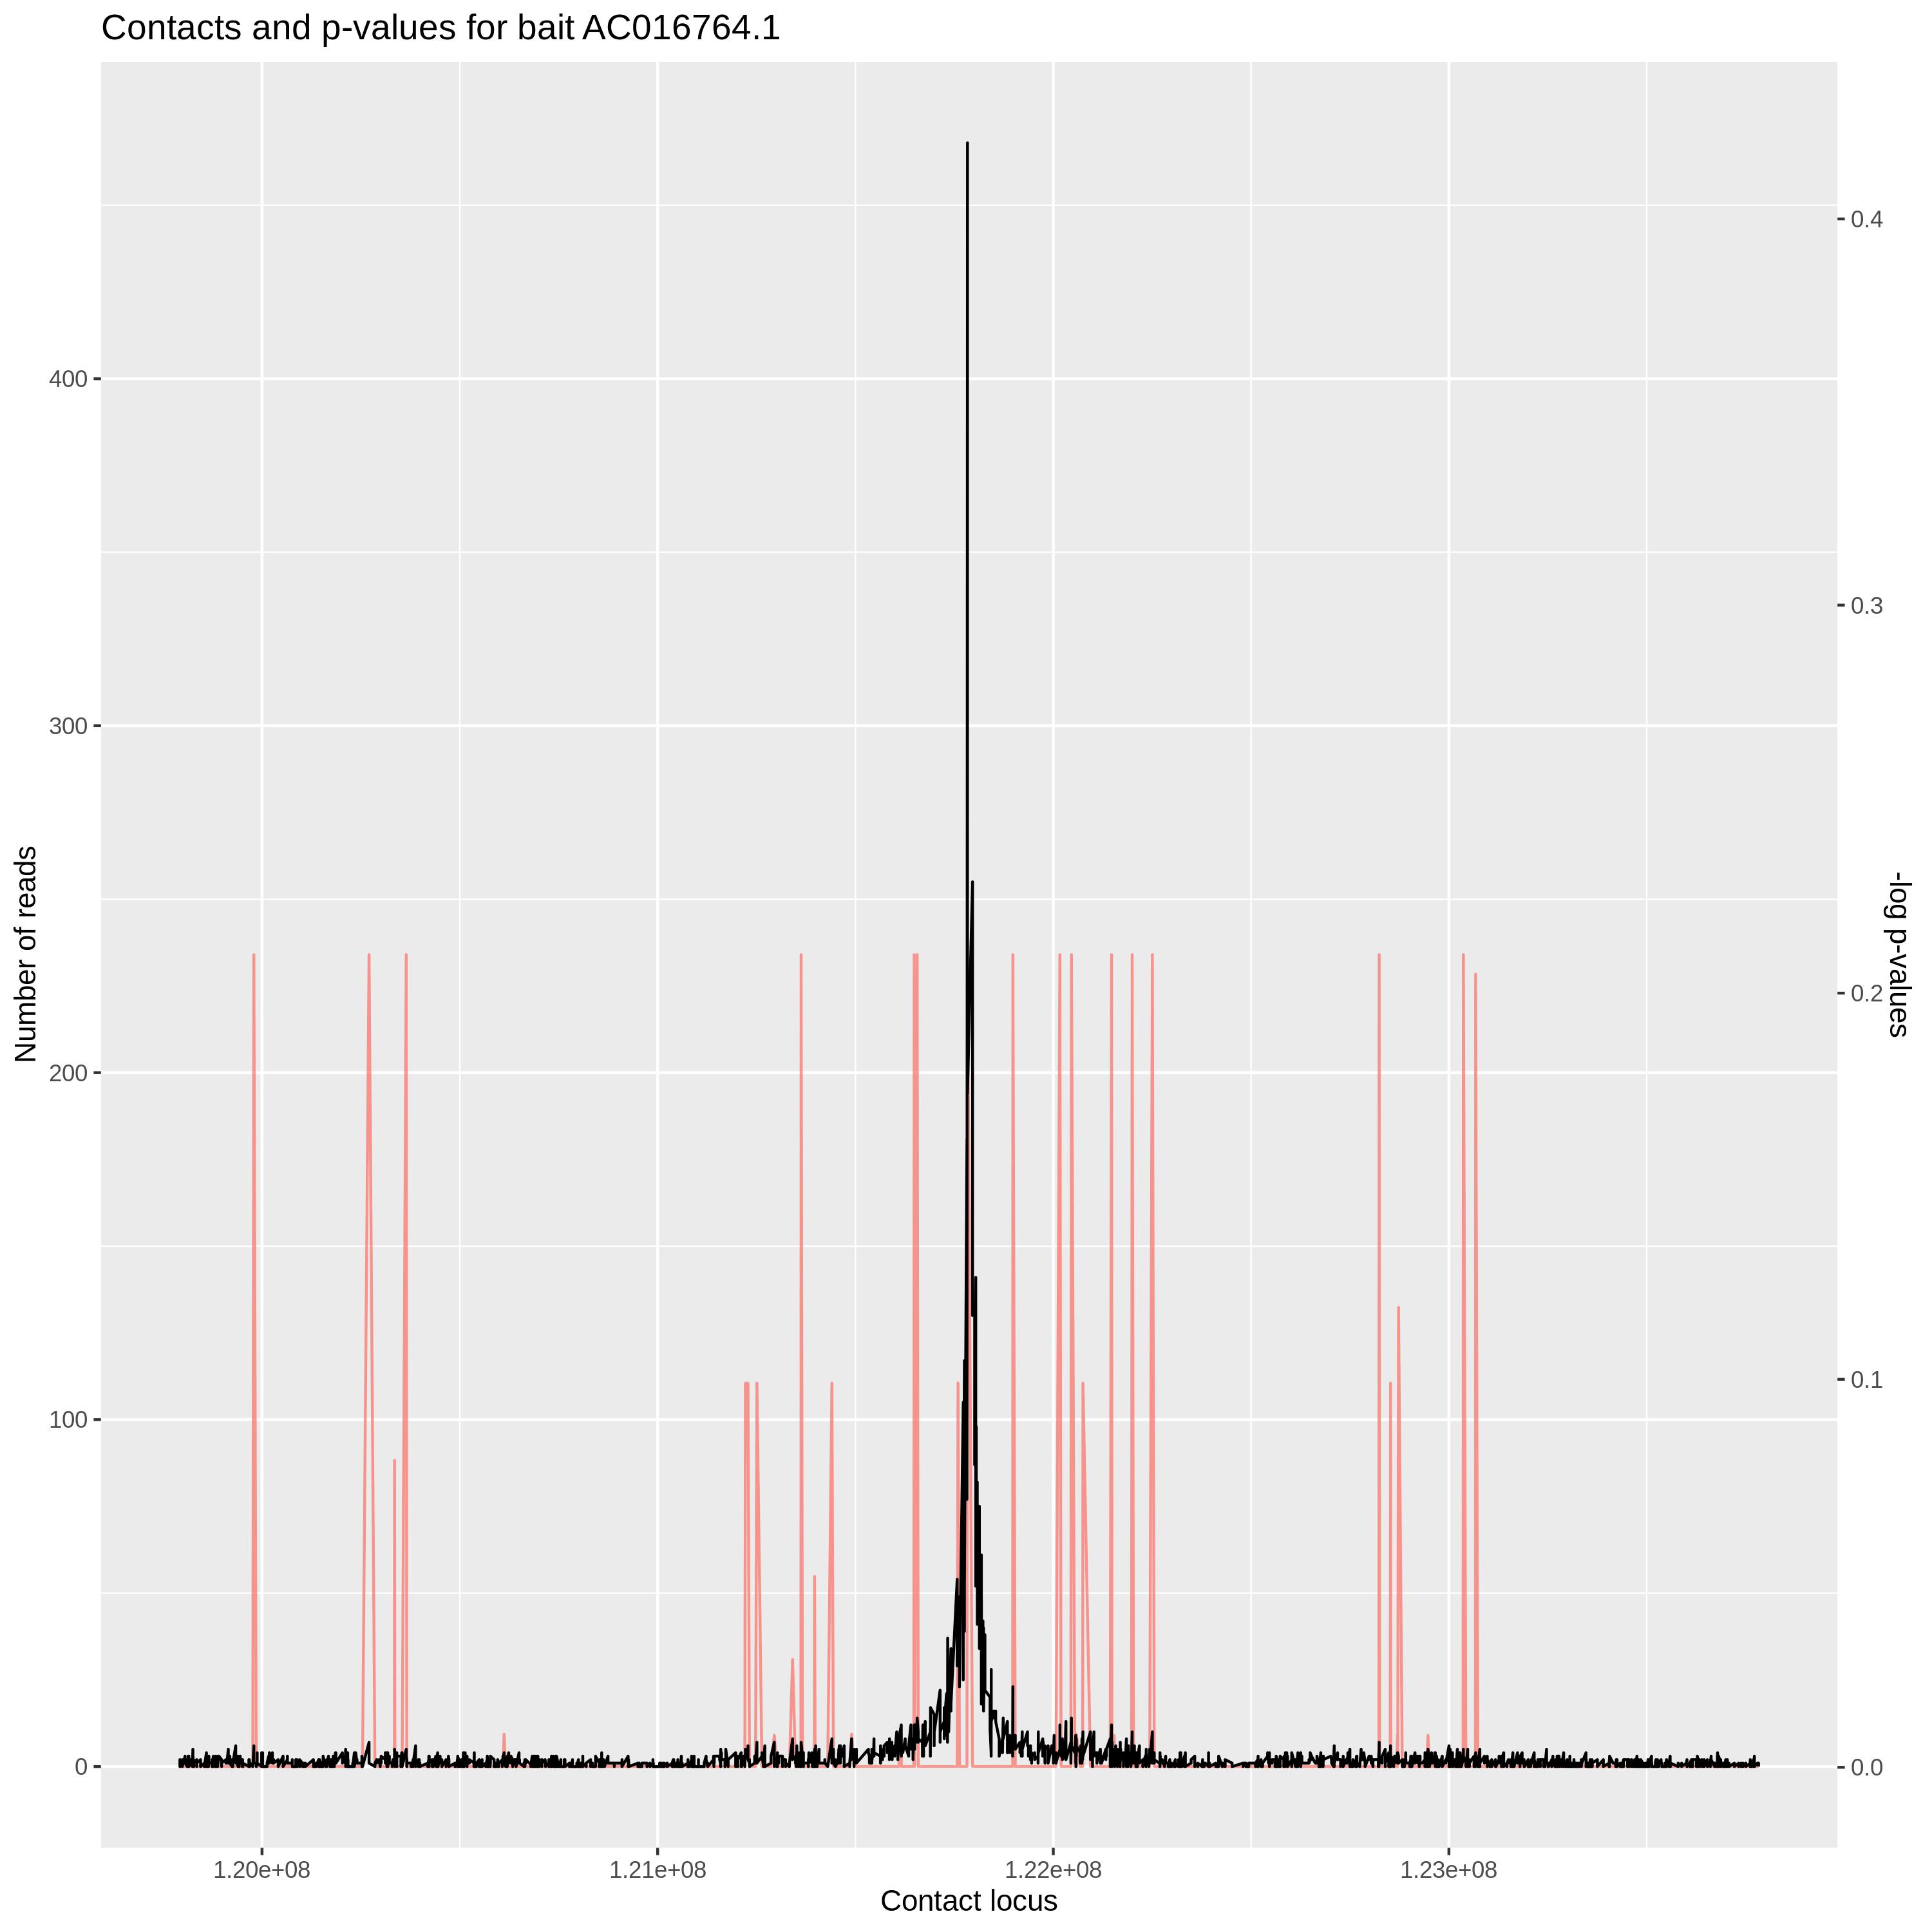 Contacts and p-values for bait AC016764.1
Number of reads
400
300
200
100
0
0.4
0.3
0.2
0.1
0.0
-log p-values
1.20e+08 1.21e+08 1.22e+08 1.23e+08
Contact locus